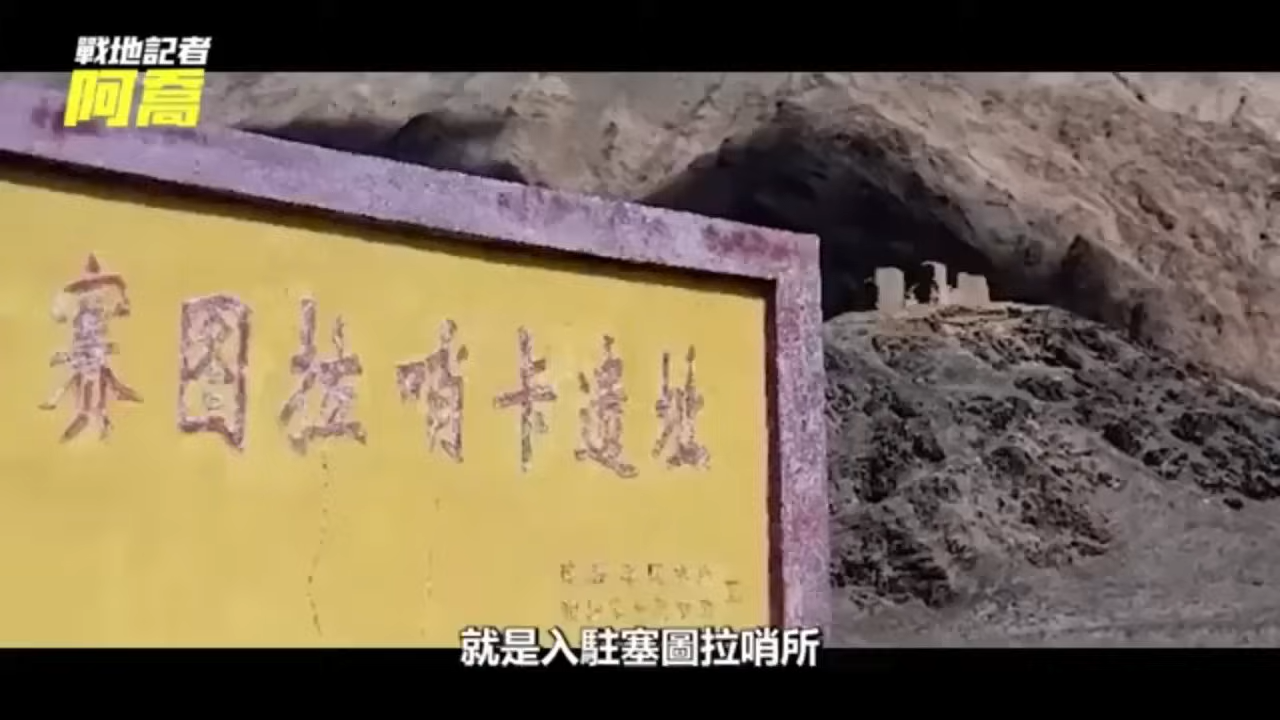 戰地記者
阿喬
赛图拉哨卡遗址
就是入駐塞圖拉哨所